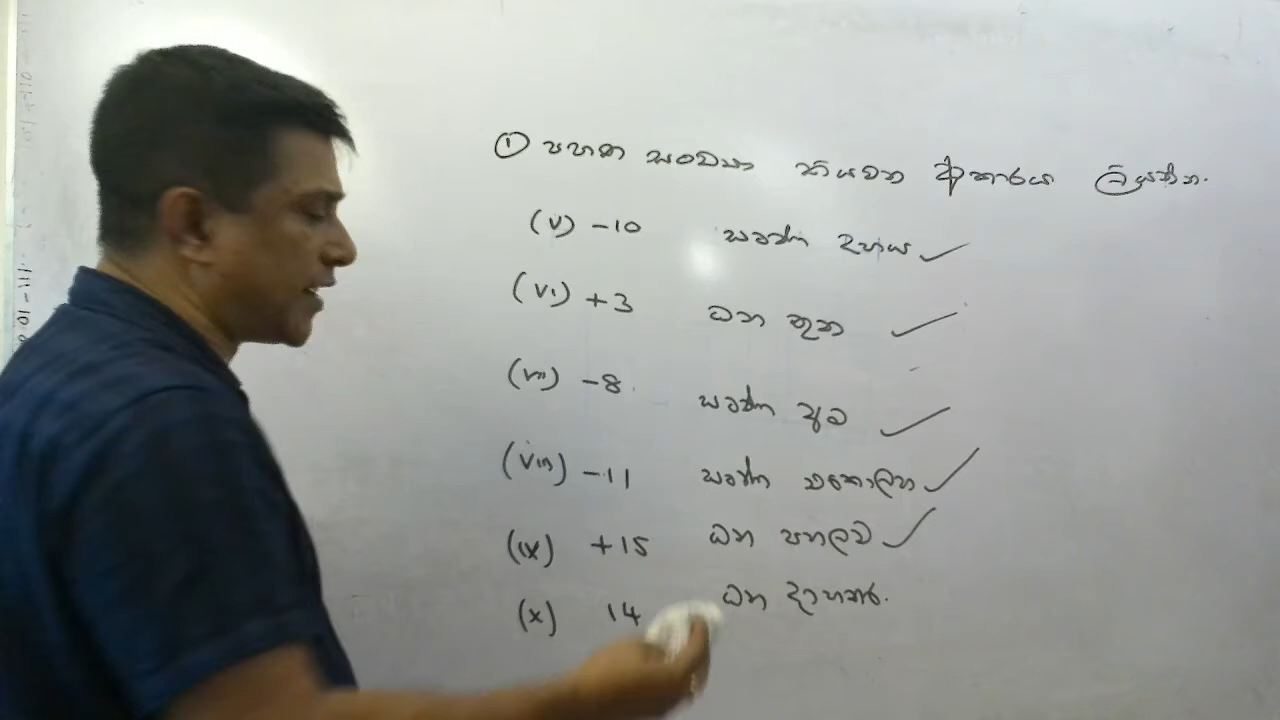 ① පහත සංඛ්‍යා කියවන ආකාරය ලියන්න.
(v) -10 සෘණ දහය ✓
(vi) +3 ධන තුන ✓
(vii) -8 සෘණ අට ✓
(viii) -11 සෘණ එකොලහ ✓
(ix) +15 ධන පහලව ✓
(x) 14 ධන දාහතර.